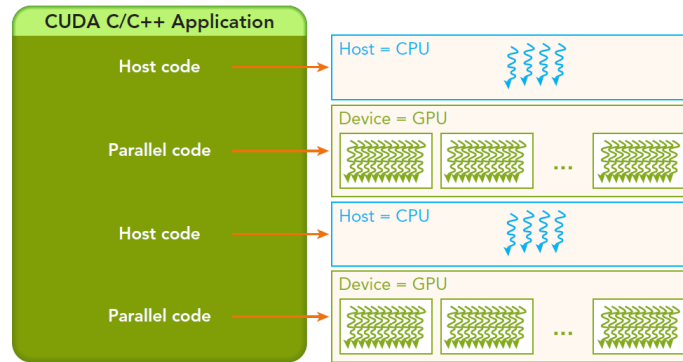 CUDA C/C++ Application
Host code
Host = CPU
Parallel code
Device = GPU
...
Host code
Host = CPU
Parallel code
Device = GPU
...